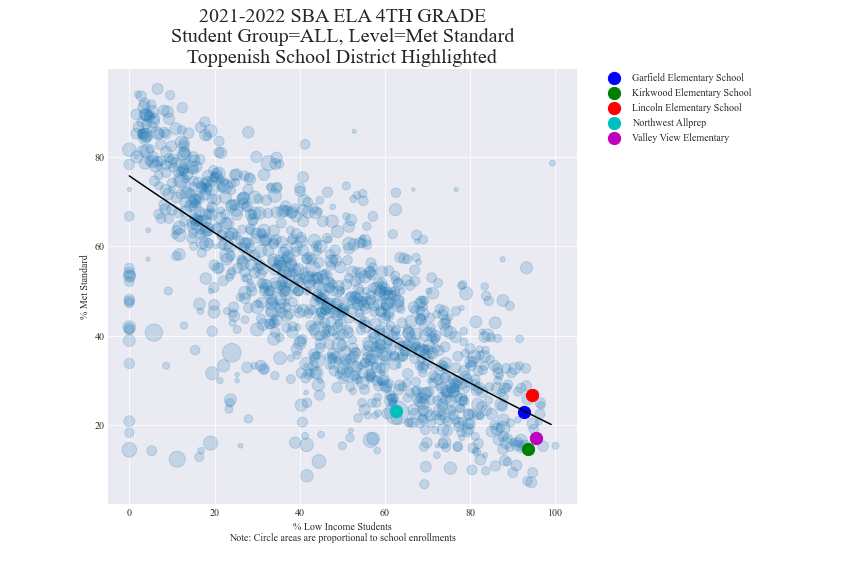 2021-2022 SBA ELA 4TH GRADE
Student Group=ALL, Level=Met Standard
Toppenish School District Highlighted
Garfield Elementary School
Kirkwood Elementary School
Lincoln Elementary School
Northwest Allprep
Valley View Elementary
% Met Standard
80
60
40
20
0 20 40 60 80 100
% Low Income Students
Note: Circle areas are proportional to school enrollments